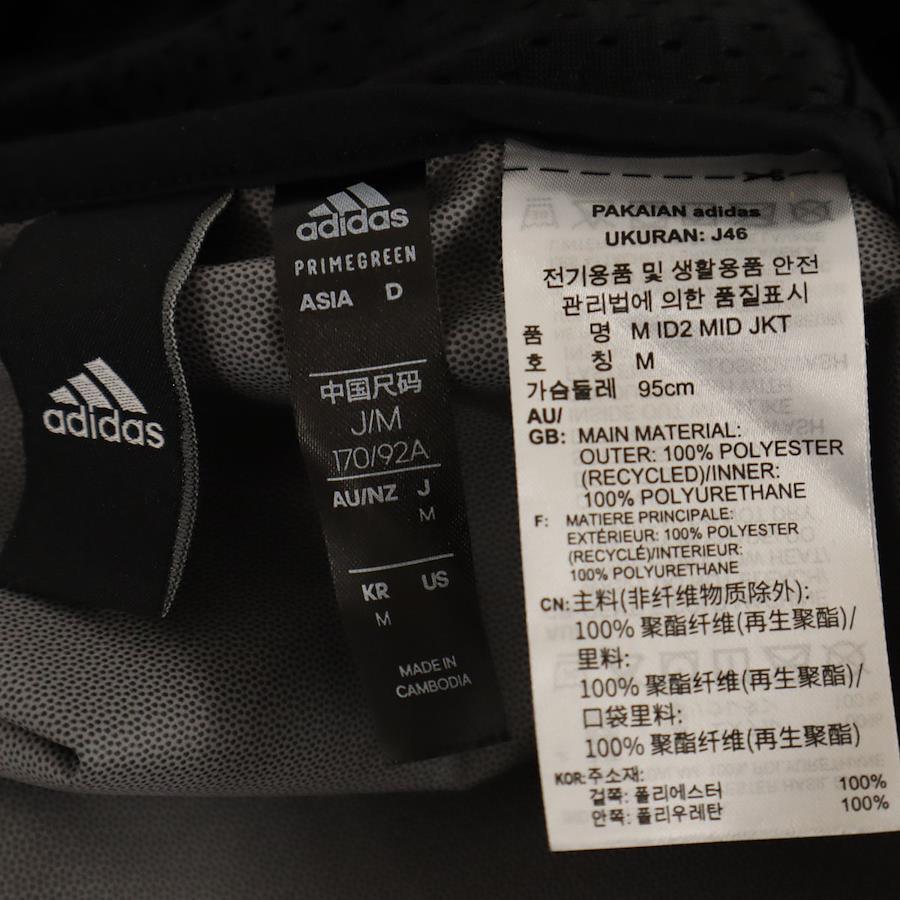 adidas
adidas
PRIMEGREEN
ASIA D
中国尺码
J/M
170/92A
AU/NZ J
M
KR US
M
MADE IN
CAMBODIA
PAKAIAN adidas
UKURAN: J46
전기용품 및 생활용품 안전
관리법에 의한 품질표시
품 명 M ID2 MID JKT
호 칭 M
가슴둘레 95cm
AU/
GB: MAIN MATERIAL:
OUTER: 100% POLYESTER
(RECYCLED)/INNER:
100% POLYURETHANE
F: MATIERE PRINCIPALE:
EXTÉRIEUR: 100% POLYESTER
(RECYCLÉ)/INTERIEUR:
100% POLYURETHANE
CN: 主料(非纤维物质除外):
100% 聚酯纤维(再生聚酯)/
里料:
100% 聚酯纤维(再生聚酯)/
口袋里料:
100% 聚酯纤维(再生聚酯)
KOR: 주소재:
겉쪽: 폴리에스터 100%
안쪽: 폴리우레탄 100%